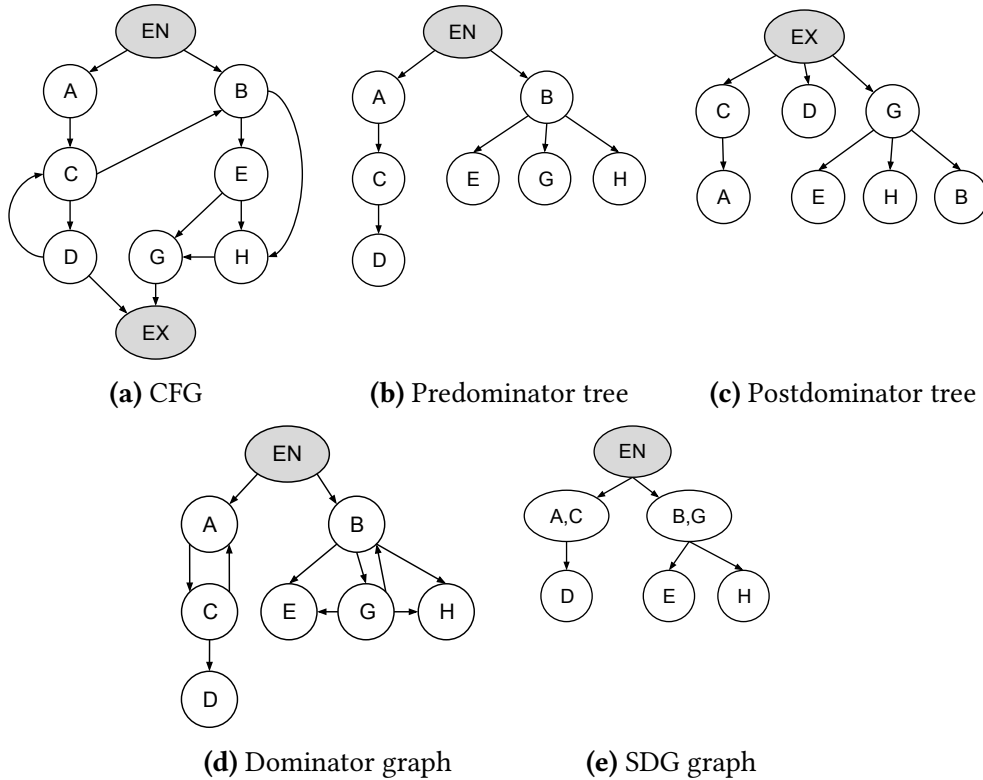 EN
A
B
C
E
D
G
H
EX
(a) CFG
EN
A
B
C
E
G
H
D
(b) Predominator tree
EX
C
D
G
A
E
H
B
(c) Postdominator tree
EN
A
B
C
E
G
H
D
(d) Dominator graph
EN
A,C
B,G
D
E
H
(e) SDG graph